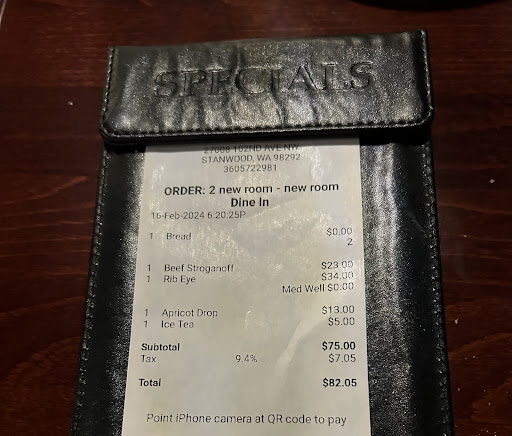 SPECIALS
27008 102ND AVE NW
STANWOOD, WA 98292
3605722981
ORDER: 2 new room - new room
Dine In
16-Feb-2024 6:20:25P
1 Bread $0.00
2
1 Beef Stroganoff $23.00
1 Rib Eye $34.00
Med Well $0.00
1 Apricot Drop $13.00
1 Ice Tea $5.00
Subtotal $75.00
Tax 9.4% $7.05
Total $82.05
Point iPhone camera at QR code to pay